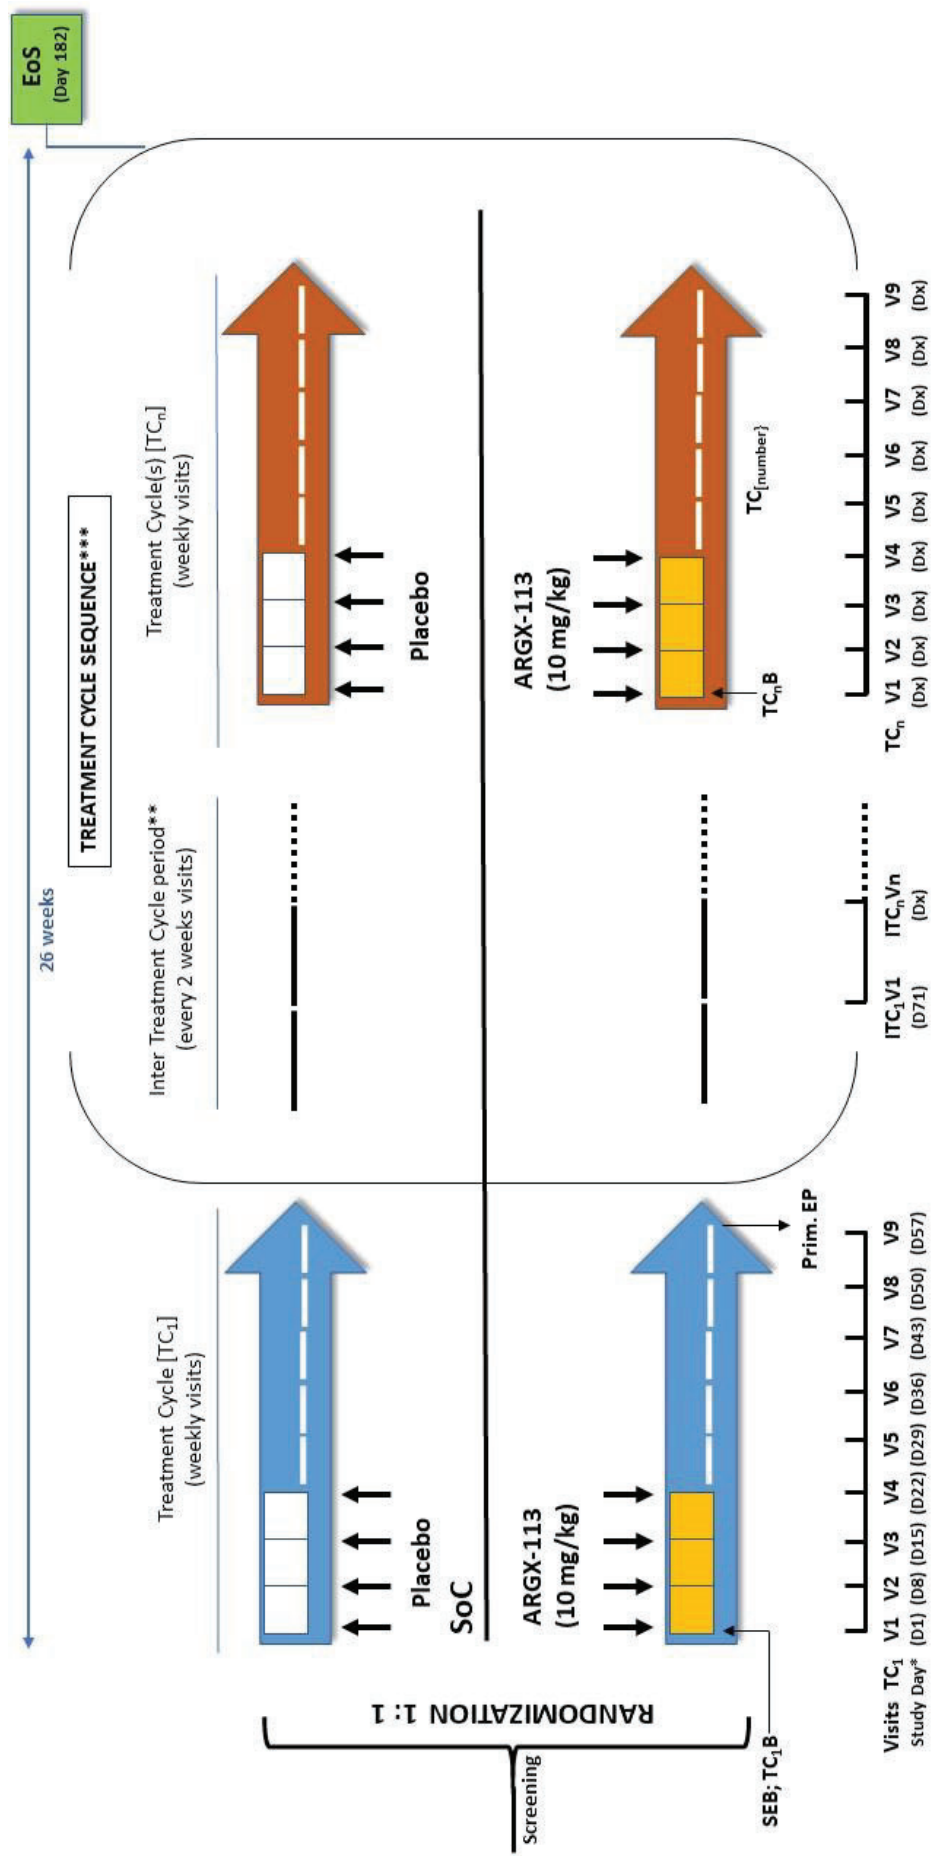 EoS
(Day 182)
26 weeks
TREATMENT CYCLE SEQUENCE***
Treatment Cycle [TC1]
(weekly visits)
Inter Treatment Cycle period**
(every 2 weeks visits)
Treatment Cycle(s) [TCn]
(weekly visits)
Placebo
Placebo
SoC
Screening
RANDOMIZATION 1:1
ARGX-113
(10 mg/kg)
ARGX-113
(10 mg/kg)
SEB; TC1B
Prim. EP
TCnB
TC[number}
Visits TC1 V1 V2 V3 V4 V5 V6 V7 V8 V9
Study Day* (D1) (D8) (D15) (D22) (D29) (D36) (D43) (D50) (D57)
ITC1V1 ITCnVn
(D71) (Dx)
TCn V1 V2 V3 V4 V5 V6 V7 V8 V9
(Dx) (Dx) (Dx) (Dx) (Dx) (Dx) (Dx) (Dx) (Dx)